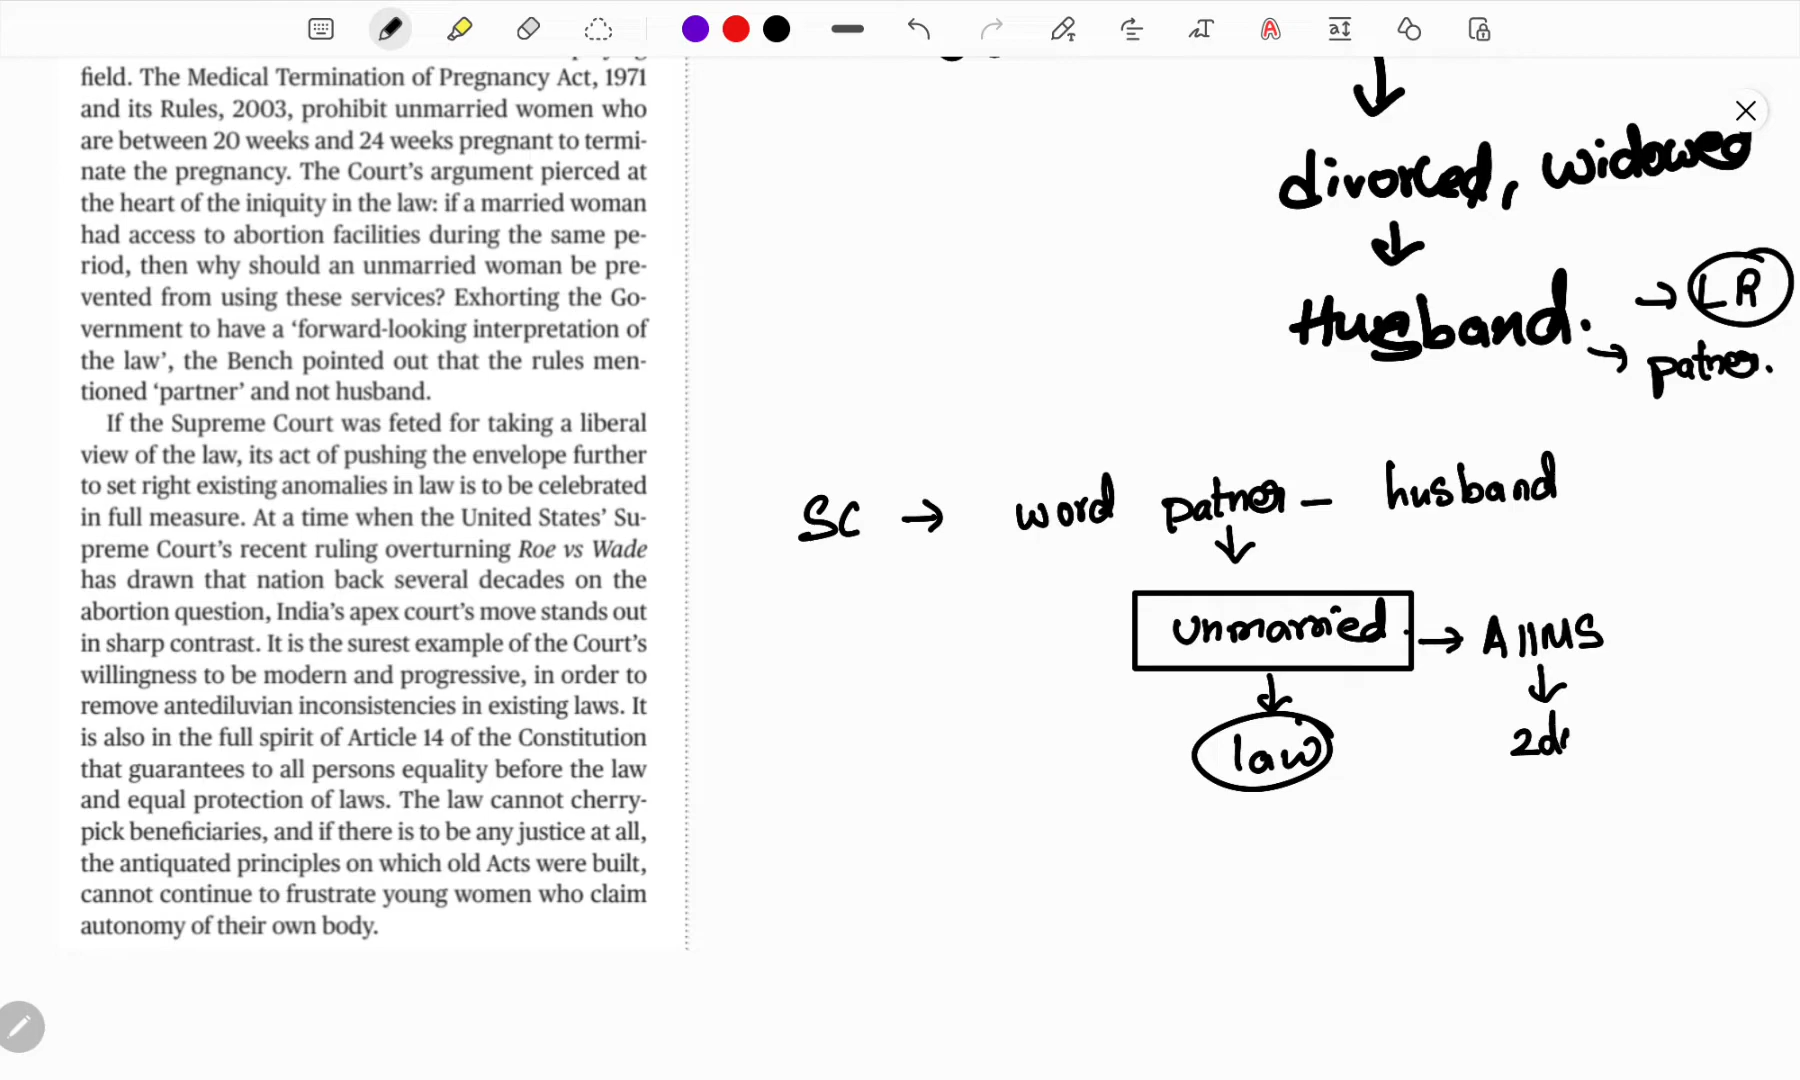 field. The Medical Termination of Pregnancy Act, 1971
and its Rules, 2003, prohibit unmarried women who
are between 20 weeks and 24 weeks pregnant to termi-
nate the pregnancy. The Court's argument pierced at
the heart of the iniquity in the law: if a married woman
had access to abortion facilities during the same pe-
riod, then why should an unmarried woman be pre-
vented from using these services? Exhorting the Go-
vernment to have a 'forward-looking interpretation of
the law', the Bench pointed out that the rules men-
tioned 'partner' and not husband.
If the Supreme Court was feted for taking a liberal
view of the law, its act of pushing the envelope further
to set right existing anomalies in law is to be celebrated
in full measure. At a time when the United States' Su-
preme Court's recent ruling overturning Roe vs Wade
has drawn that nation back several decades on the
abortion question, India's apex court's move stands out
in sharp contrast. It is the surest example of the Court's
willingness to be modern and progressive, in order to
remove antediluvian inconsistencies in existing laws. It
is also in the full spirit of Article 14 of the Constitution
that guarantees to all persons equality before the law
and equal protection of laws. The law cannot cherry-
pick beneficiaries, and if there is to be any justice at all,
the antiquated principles on which old Acts were built,
cannot continue to frustrate young women who claim
autonomy of their own body.
divorced, widowed
Husband. → LR
→ patner.
SC → word patner - husband
unmarried. → AIIMS
law
2dr